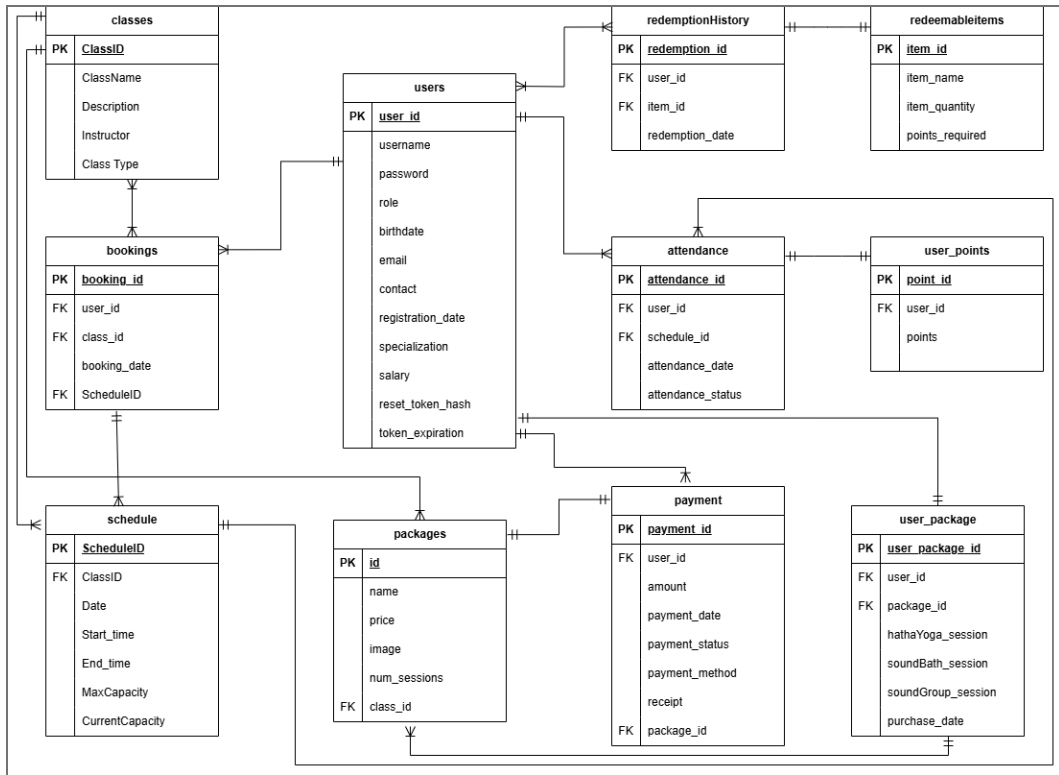 classes
PK ClassID
ClassName
Description
Instructor
Class Type
redemptionHistory
PK redemption_id
FK user_id
FK item_id
redemption_date
redeemableitems
PK item_id
item_name
item_quantity
points_required
users
PK user_id
username
password
role
birthdate
email
contact
registration_date
specialization
salary
reset_token_hash
token_expiration
bookings
PK booking_id
FK user_id
FK class_id
booking_date
FK ScheduleID
attendance
PK attendance_id
FK user_id
FK schedule_id
attendance_date
attendance_status
user_points
PK point_id
FK user_id
points
schedule
PK ScheduleID
FK ClassID
Date
Start_time
End_time
MaxCapacity
CurrentCapacity
packages
PK id
name
price
image
num_sessions
FK class_id
payment
PK payment_id
FK user_id
amount
payment_date
payment_status
payment_method
receipt
FK package_id
user_package
PK user_package_id
FK user_id
FK package_id
hathaYoga_session
soundBath_session
soundGroup_session
purchase_date